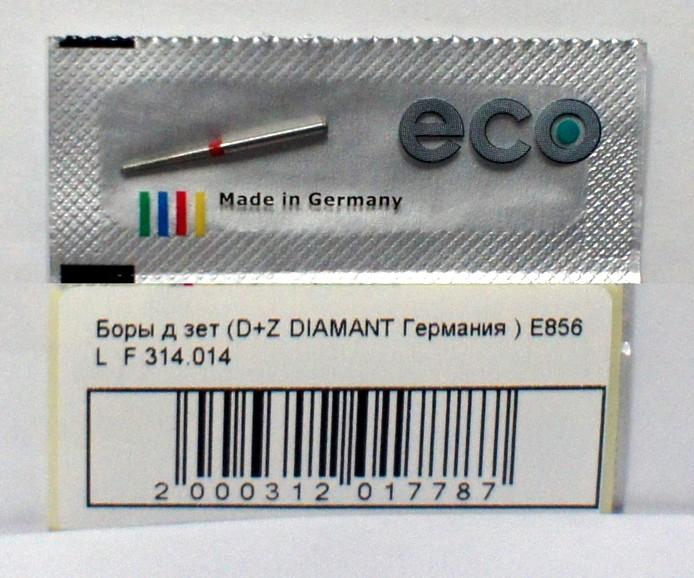 eco
Made in Germany
Боры д зет (D+Z DIAMANT Германия ) E856
L F 314.014
2 000312 017787